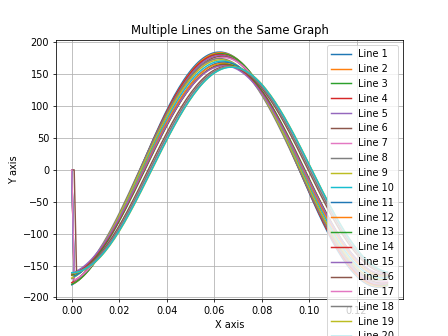 Multiple Lines on the Same Graph
200
150
100
50
0
−50
−100
−150
−200
Y axis
0.00
0.02
0.04
0.06
0.08
0.10
X axis
Line 1
Line 2
Line 3
Line 4
Line 5
Line 6
Line 7
Line 8
Line 9
Line 10
Line 11
Line 12
Line 13
Line 14
Line 15
Line 16
Line 17
Line 18
Line 19
Line 20